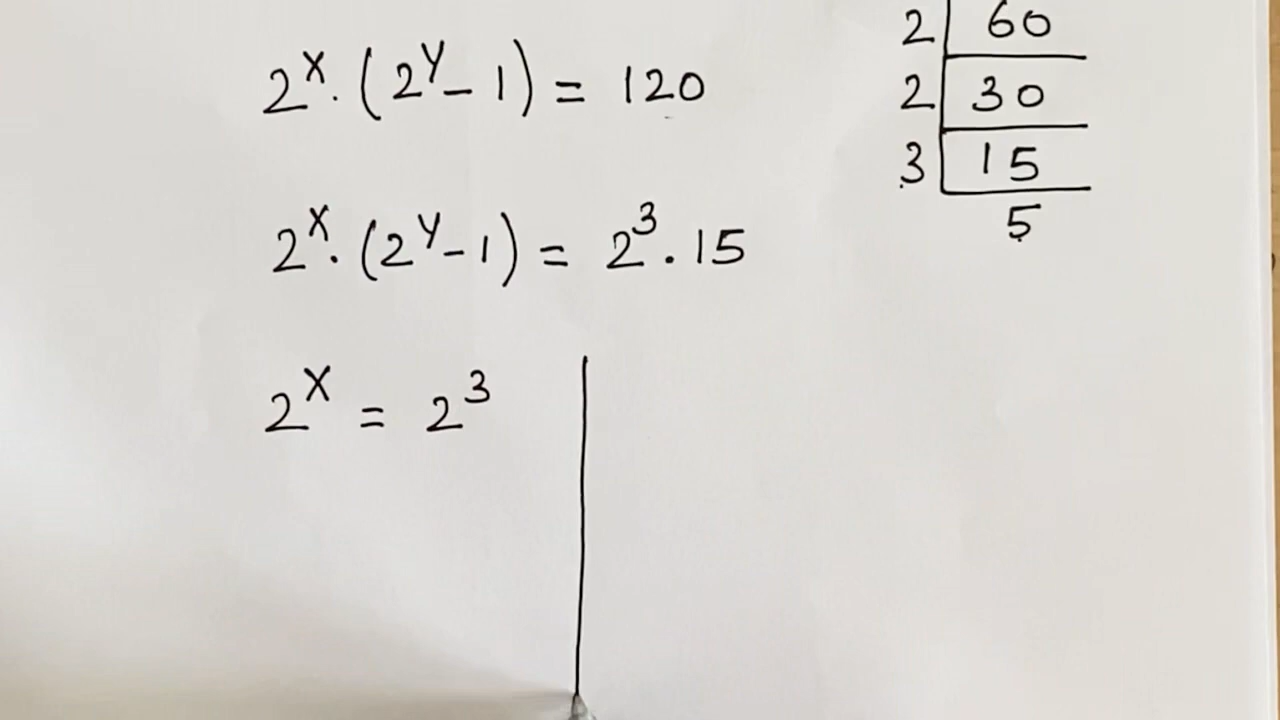 2^x · (2^y - 1) = 120
2^x · (2^y - 1) = 2^3 · 15
2^x = 2^3
2 | 60
2 | 30
3 | 15
5